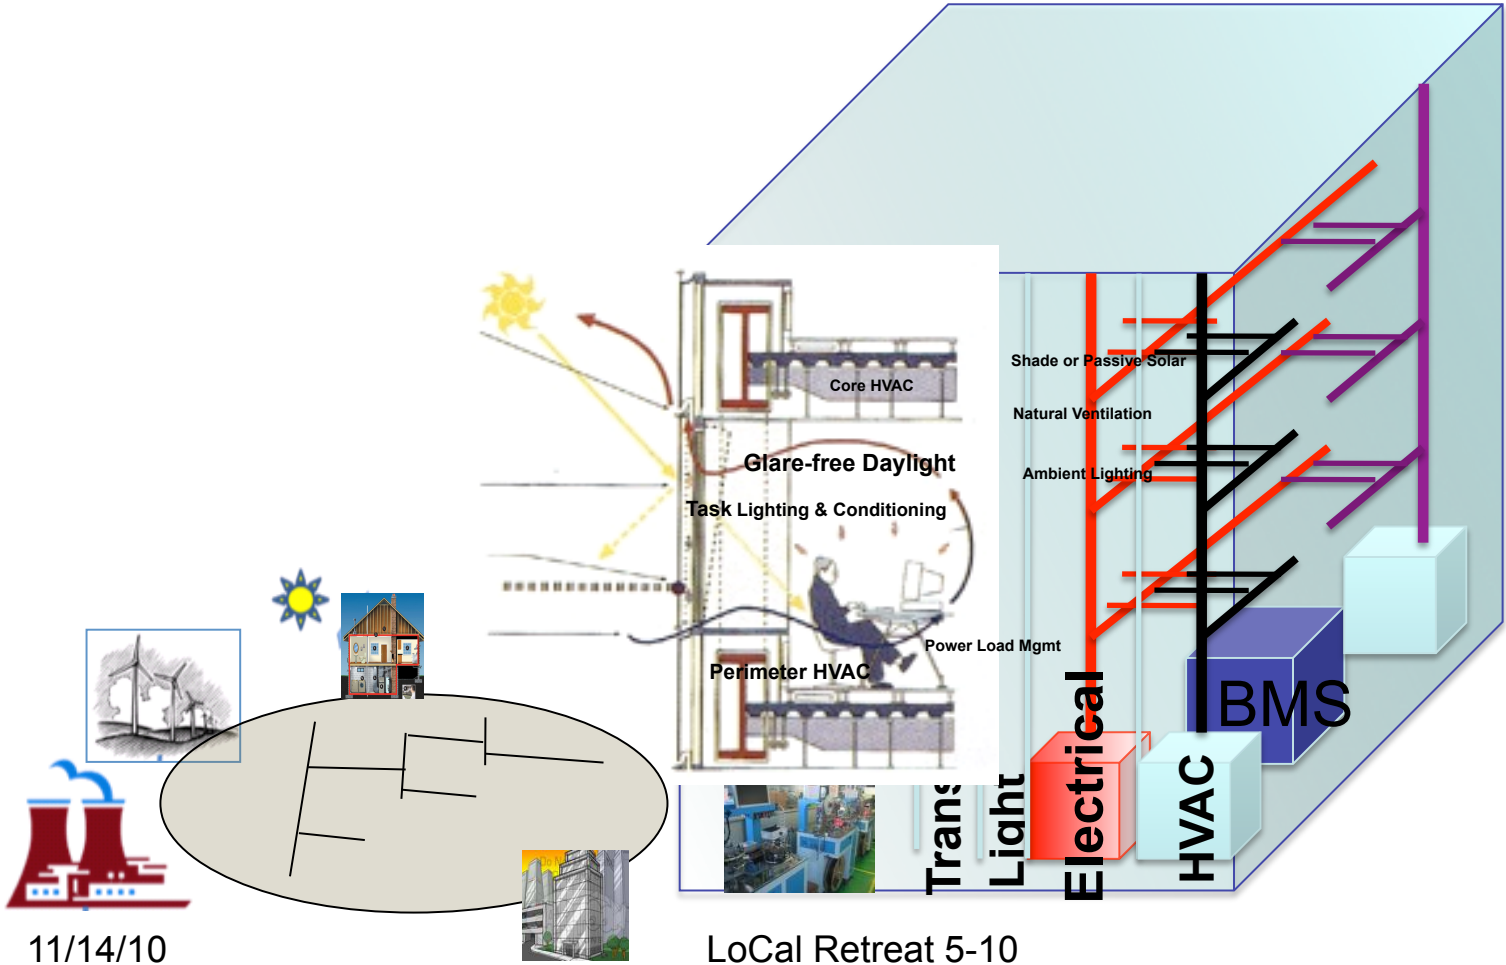 Core HVAC
Shade or Passive Solar
Natural Ventilation
Glare-free Daylight
Ambient Lighting
Task Lighting & Conditioning
Power Load Mgmt
Perimeter HVAC
BMS
Trans
Light
Electrical
HVAC
11/14/10
LoCal Retreat 5-10